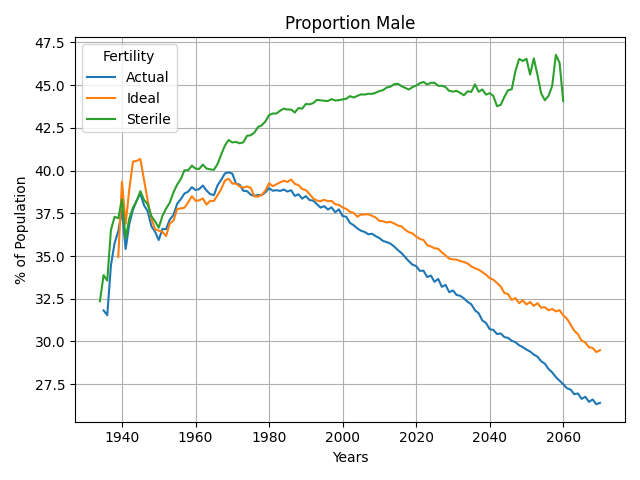 Proportion Male
Fertility
Actual
Ideal
Sterile
% of Population
47.5
45.0
42.5
40.0
37.5
35.0
32.5
30.0
27.5
1940 1960 1980 2000 2020 2040 2060
Years